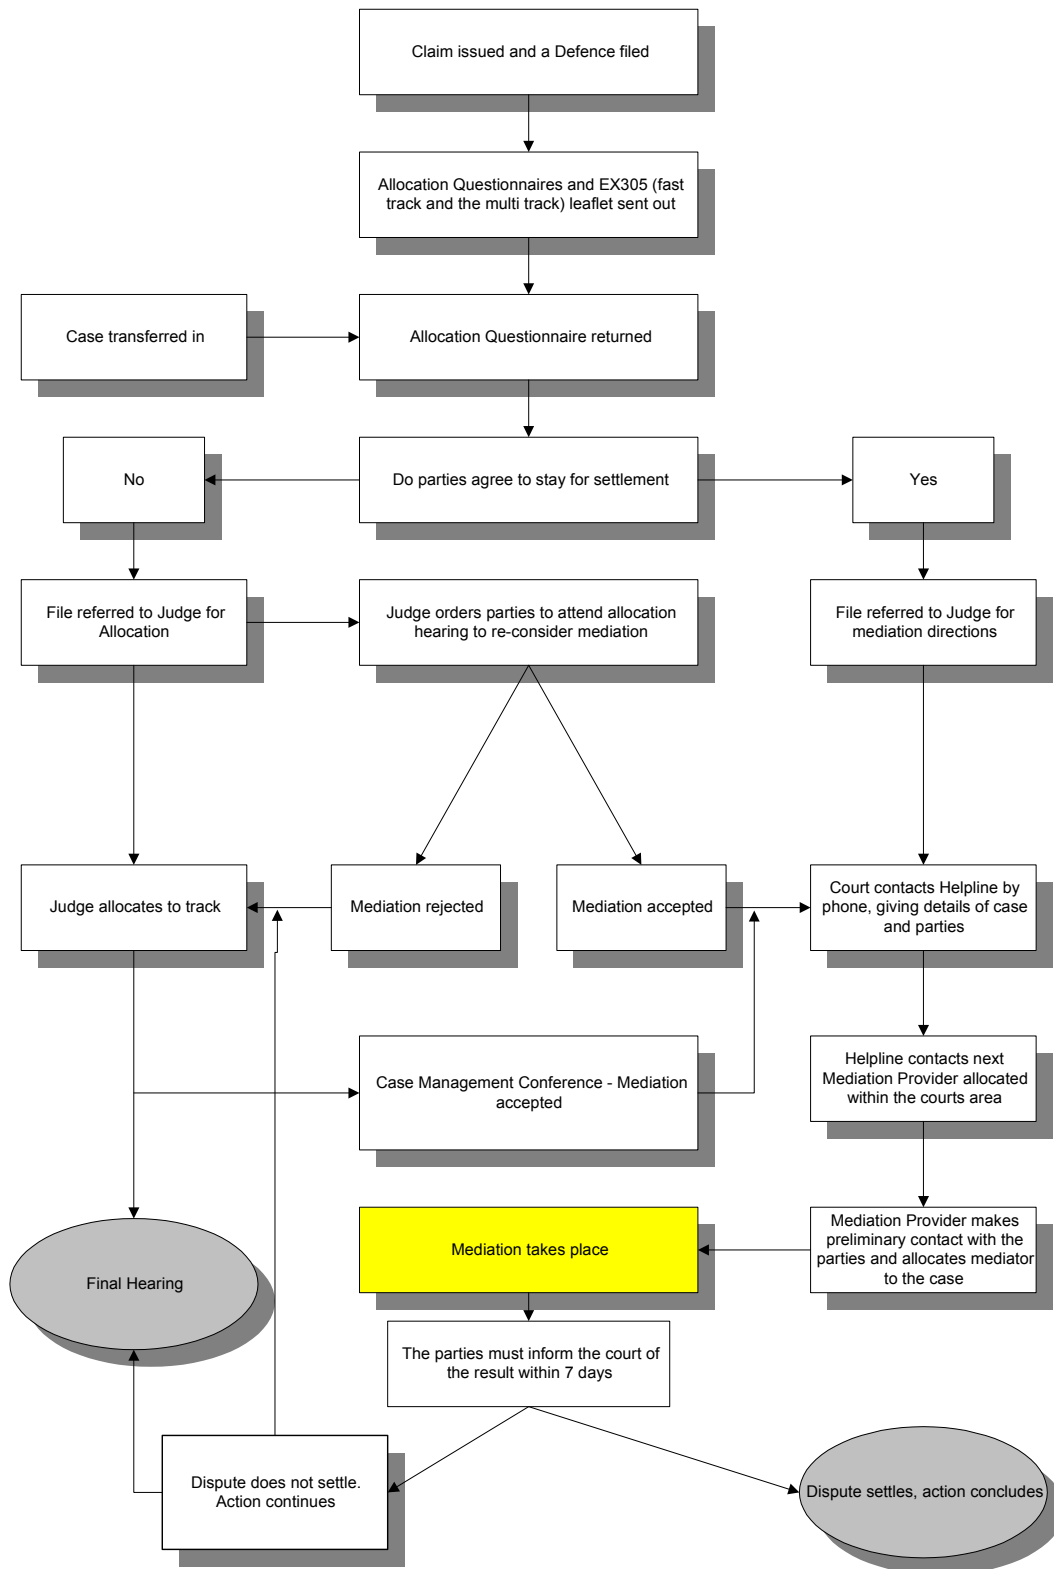 Claim issued and a Defence filed
Allocation Questionnaires and EX305 (fast
track and the multi track) leaflet sent out
Case transferred in
Allocation Questionnaire returned
No
Do parties agree to stay for settlement
Yes
File referred to Judge for
Allocation
Judge orders parties to attend allocation
hearing to re-consider mediation
File referred to Judge for
mediation directions
Judge allocates to track
Mediation rejected
Mediation accepted
Court contacts Helpline by
phone, giving details of case
and parties
Case Management Conference - Mediation
accepted
Helpline contacts next
Mediation Provider allocated
within the courts area
Final Hearing
Mediation takes place
Mediation Provider makes
preliminary contact with the
parties and allocates mediator
to the case
The parties must inform the court of
the result within 7 days
Dispute does not settle.
Action continues
Dispute settles, action concludes